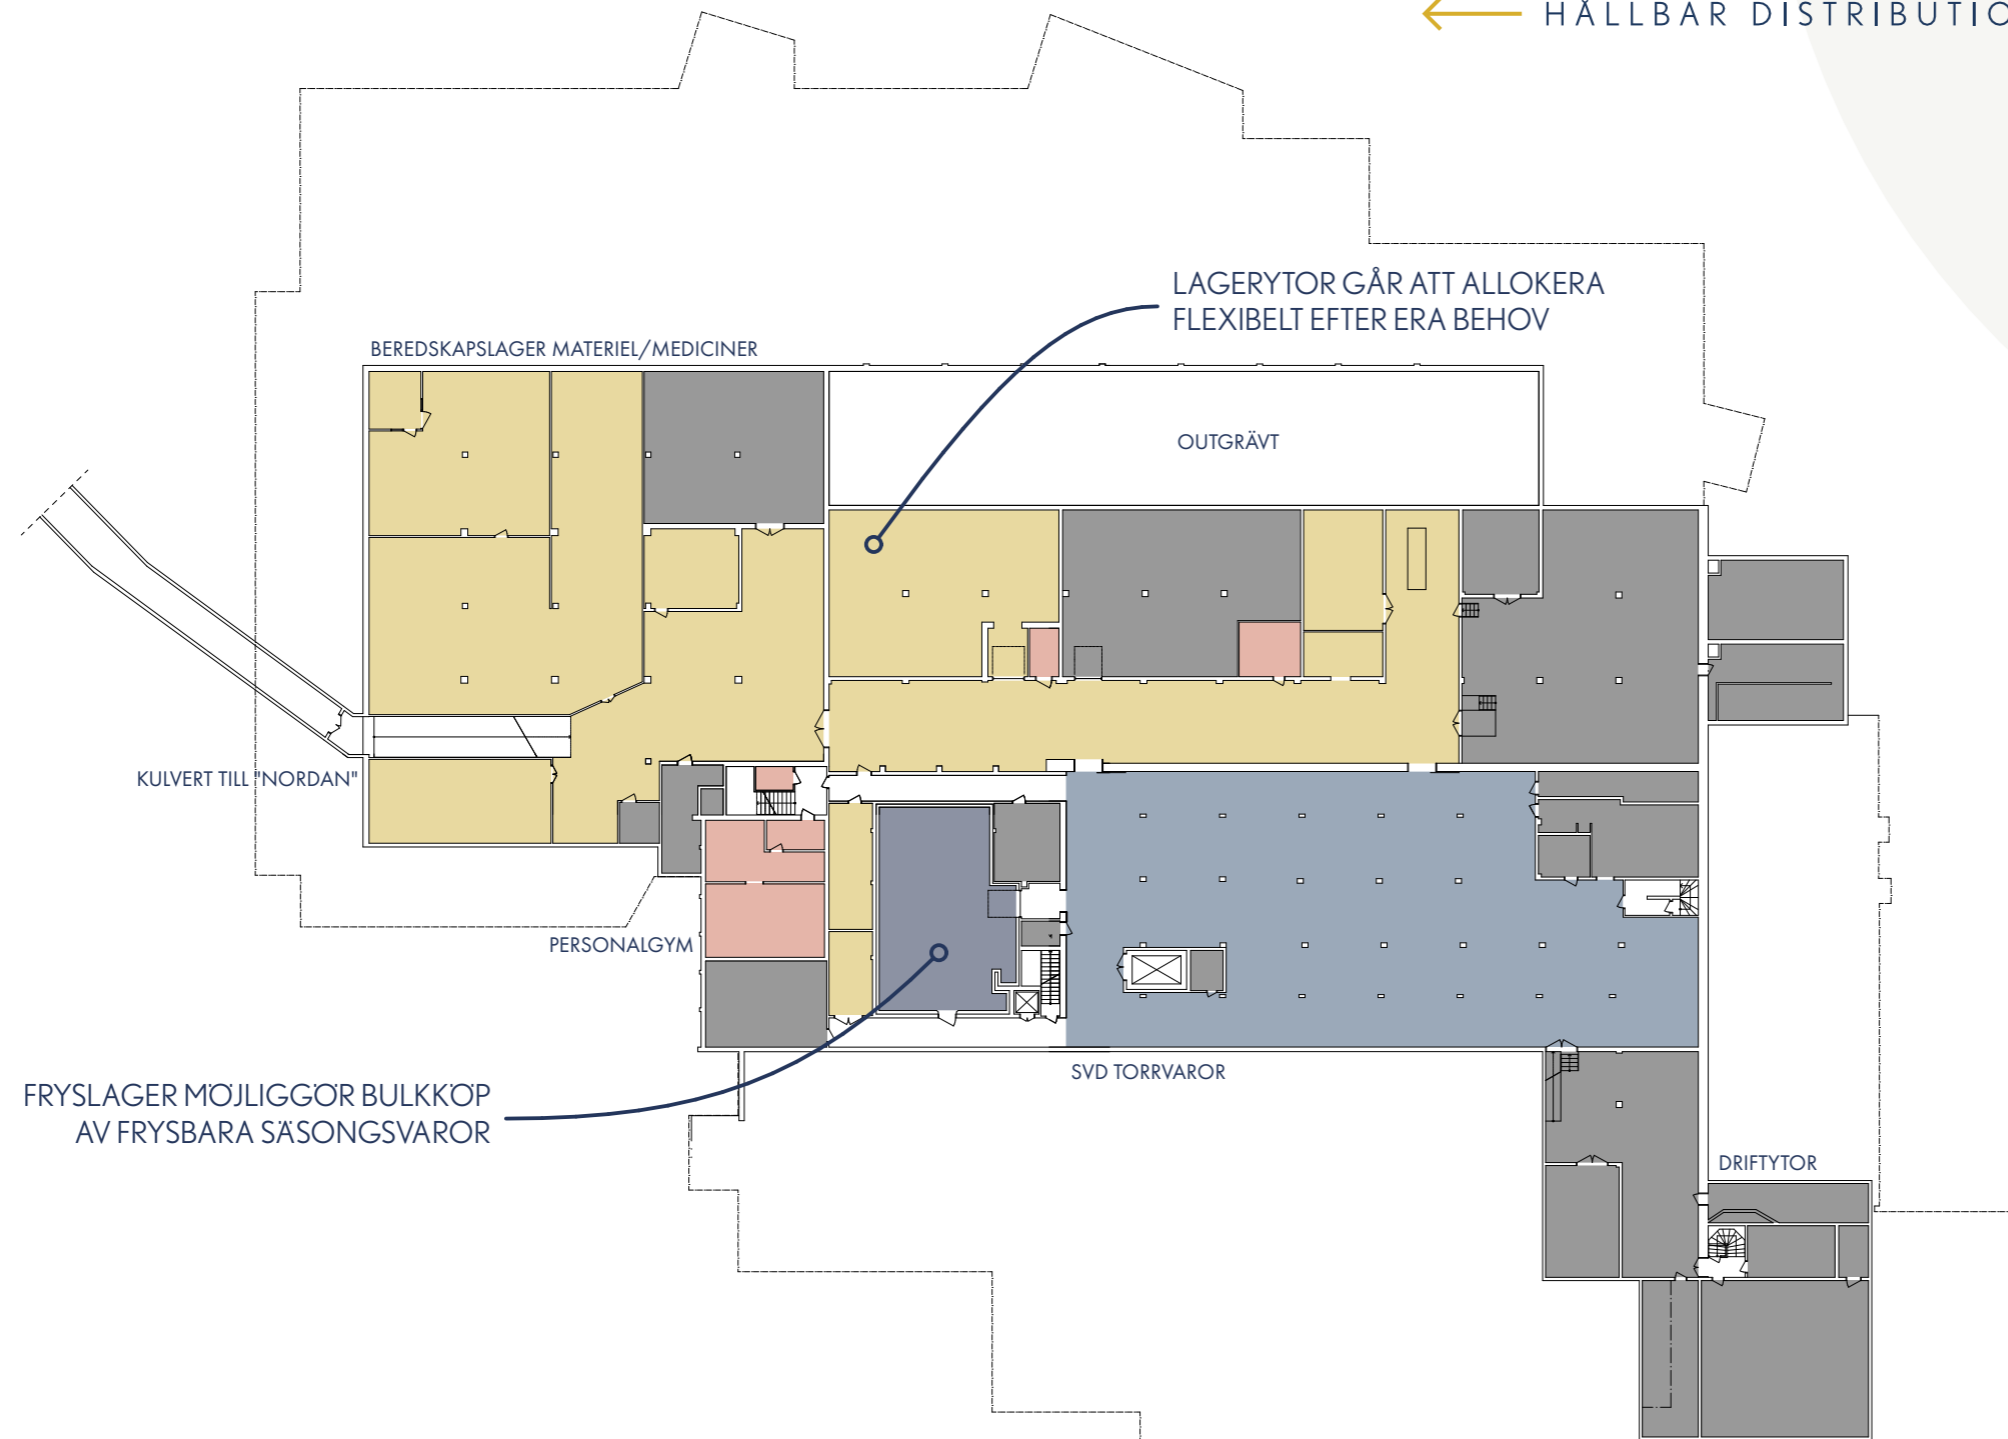 HÅLLBAR DISTRIBUTIO
LAGERYTOR GÅR ATT ALLOKERA
FLEXIBELT EFTER ERA BEHOV
BEREDSKAPSLAGER MATERIEL/MEDICINER
OUTGRÄVT
KULVERT TILL "NORDAN"
PERSONALGYM
SVD TORRVAROR
FRYSLAGER MÖJLIGGÖR BULKKÖP
AV FRYSBARA SÄSONGSVAROR
DRIFTYTOR